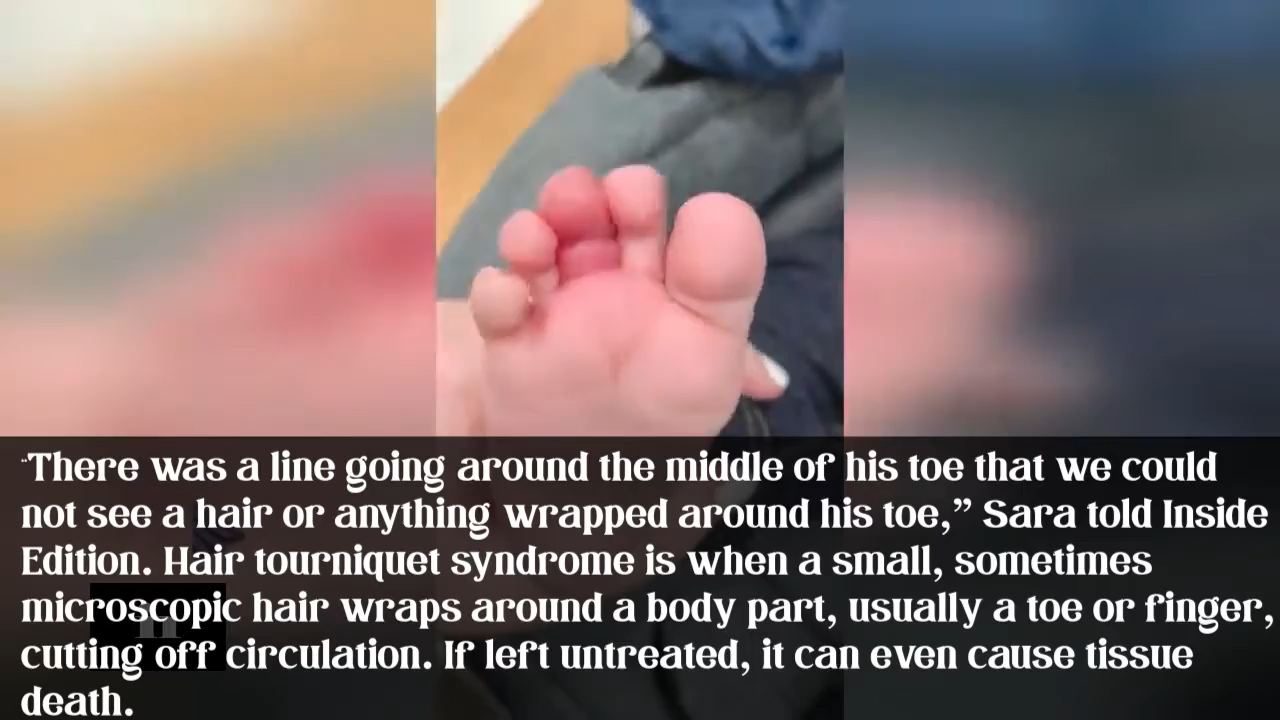 "There was a line going around the middle of his toe that we could
not see a hair or anything wrapped around his toe,” Sara told Inside
Edition. Hair tourniquet syndrome is when a small, sometimes
microscopic hair wraps around a body part, usually a toe or finger,
cutting off circulation. If left untreated, it can even cause tissue
death.